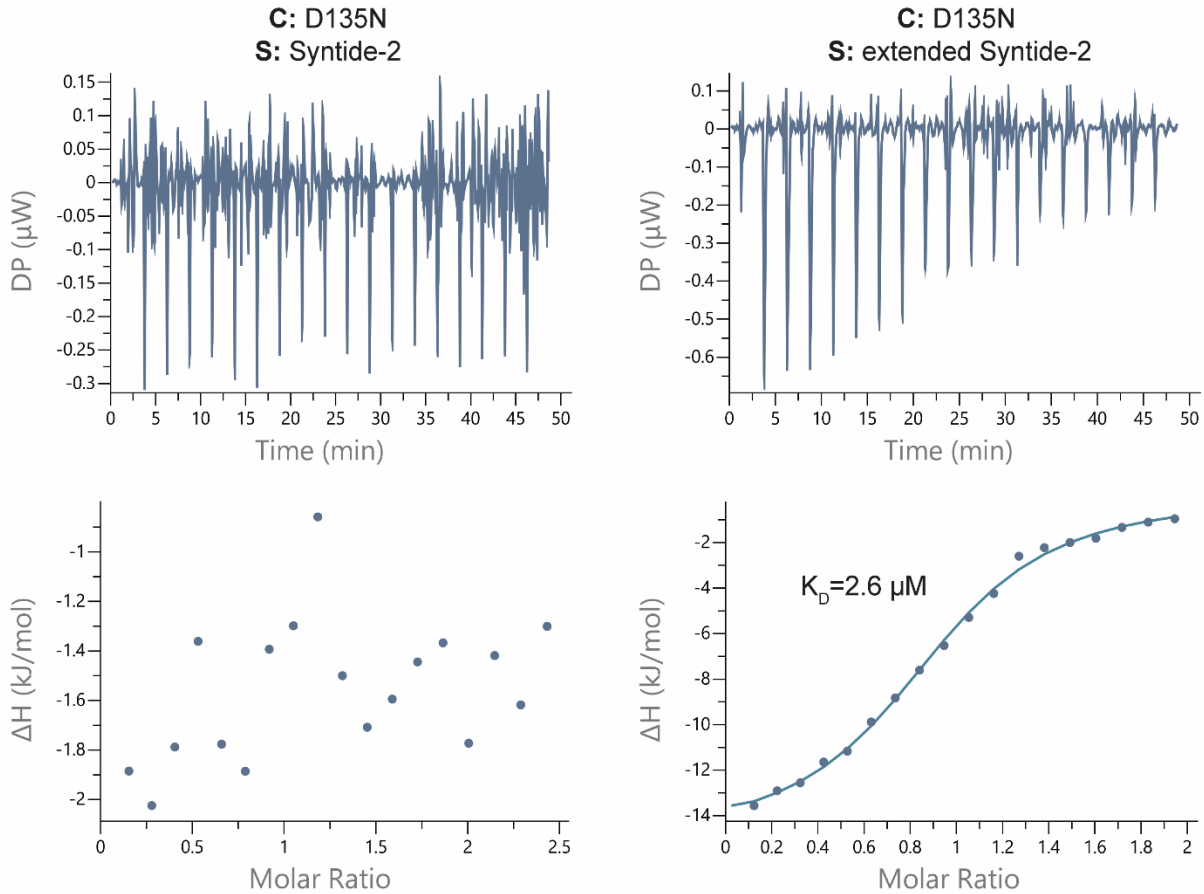 C: D135N
S: Syntide-2
0.15
0.1
0.05
0
-0.05
-0.1
-0.15
-0.2
-0.25
-0.3
DP (µW)
0 5 10 15 20 25 30 35 40 45 50
Time (min)
C: D135N
S: extended Syntide-2
0.1
0
-0.1
-0.2
-0.3
-0.4
-0.5
-0.6
DP (µW)
0 5 10 15 20 25 30 35 40 45 50
Time (min)
-1
-1.2
-1.4
-1.6
-1.8
-2
ΔH (kJ/mol)
0 0.5 1 1.5 2 2.5
Molar Ratio
-2
-4
-6
-8
-10
-12
-14
ΔH (kJ/mol)
K_D=2.6 µM
0 0.2 0.4 0.6 0.8 1 1.2 1.4 1.6 1.8 2
Molar Ratio